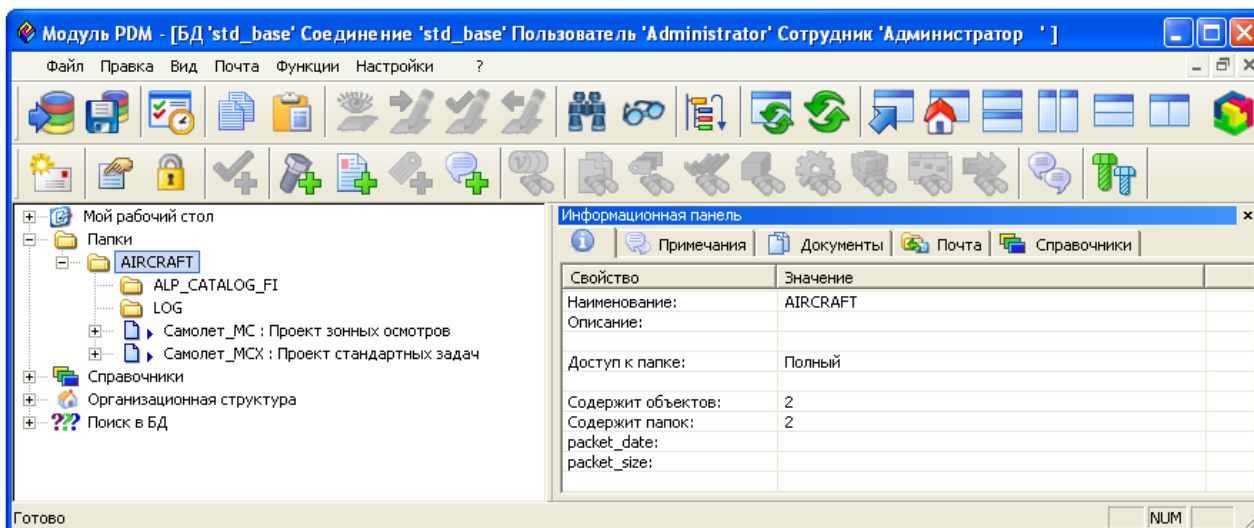 Модуль PDM - [БД 'std_base' Соединение 'std_base' Пользователь 'Administrator' Сотрудник 'Администратор ' ]
Файл Правка Вид Почта Функции Настройки ?
Мой рабочий стол
Папки
AIRCRAFT
ALP_CATALOG_FI
LOG
Самолет_МС : Проект зонных осмотров
Самолет_МСХ : Проект стандартных задач
Справочники
Организационная структура
??? Поиск в БД
Информационная панель
Примечания Документы Почта Справочники
Свойство Значение
Наименование: AIRCRAFT
Описание:
Доступ к папке: Полный
Содержит объектов: 2
Содержит папок: 2
packet_date:
packet_size:
Готово NUM